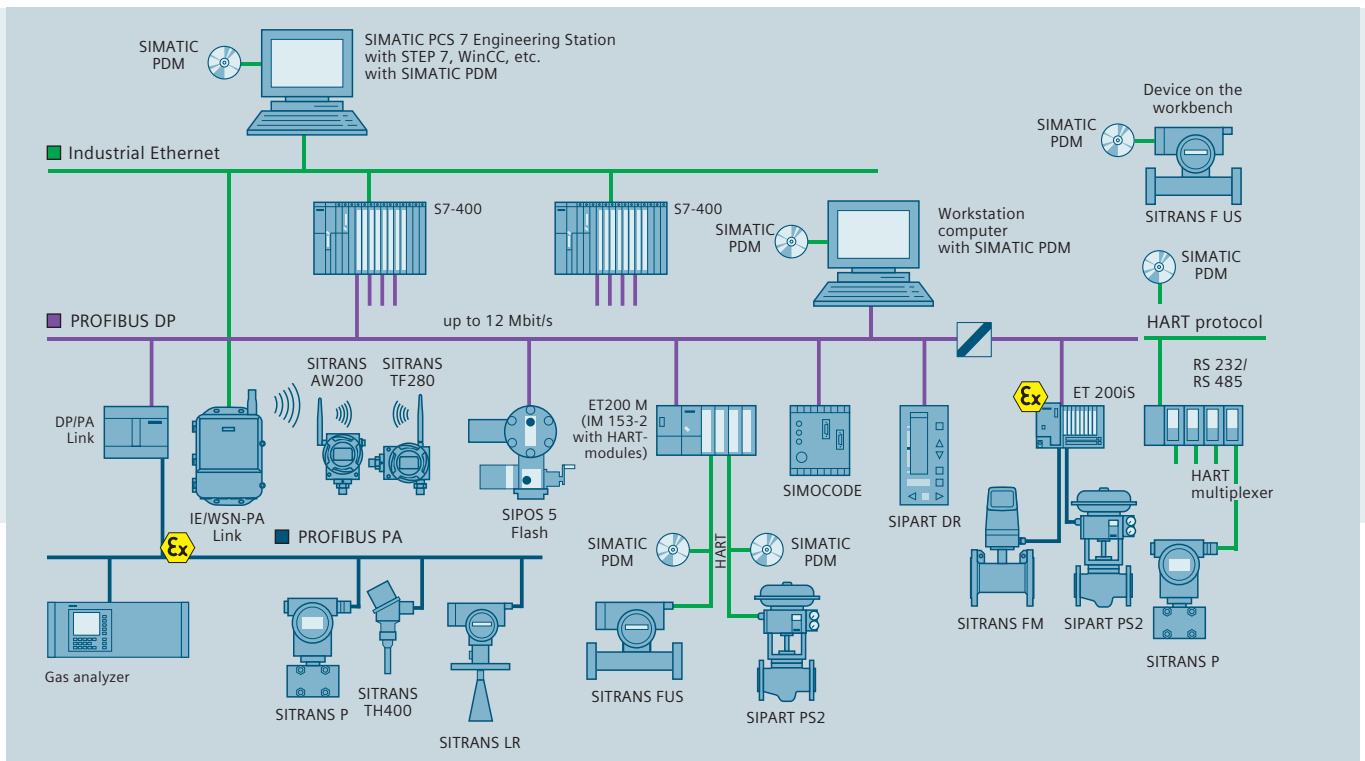 SIMATIC
PDM
SIMATIC PCS 7 Engineering Station
with STEP 7, WinCC, etc.
with SIMATIC PDM
Device on the
workbench
SIMATIC
PDM
SITRANS F US
Industrial Ethernet
S7-400
S7-400
SIMATIC
PDM
Workstation
computer
with SIMATIC PDM
SIMATIC
PDM
PROFIBUS DP
up to 12 Mbit/s
HART protocol
DP/PA
Link
IE/WSN-PA
Link
SITRANS
AW200
SITRANS
TF280
SIPOS 5
Flash
ET200 M
(IM 153-2
with HART-
modules)
SIMOCODE
SIPART DR
Ex
ET 200iS
RS 232/
RS 485
HART
multiplexer
Ex
PROFIBUS PA
SIMATIC
PDM
HART
SIMATIC
PDM
Gas analyzer
SITRANS P
SITRANS
TH400
SITRANS LR
SITRANS FUS
SIPART PS2
SITRANS FM
SIPART PS2
SITRANS P